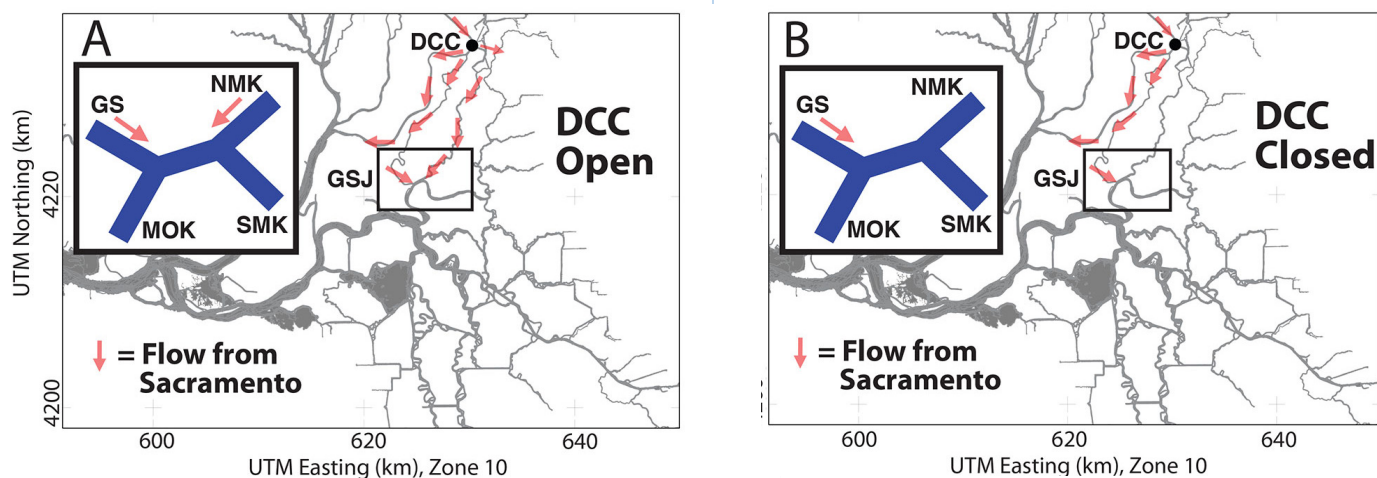 A
DCC
NMK
GS
DCC
Open
GSJ
MOK
SMK
= Flow from
Sacramento
UTM Northing (km)
4220
4200
600
620
640
UTM Easting (km), Zone 10
B
DCC
NMK
GS
DCC
Closed
GSJ
MOK
SMK
= Flow from
Sacramento
600
620
640
UTM Easting (km), Zone 10